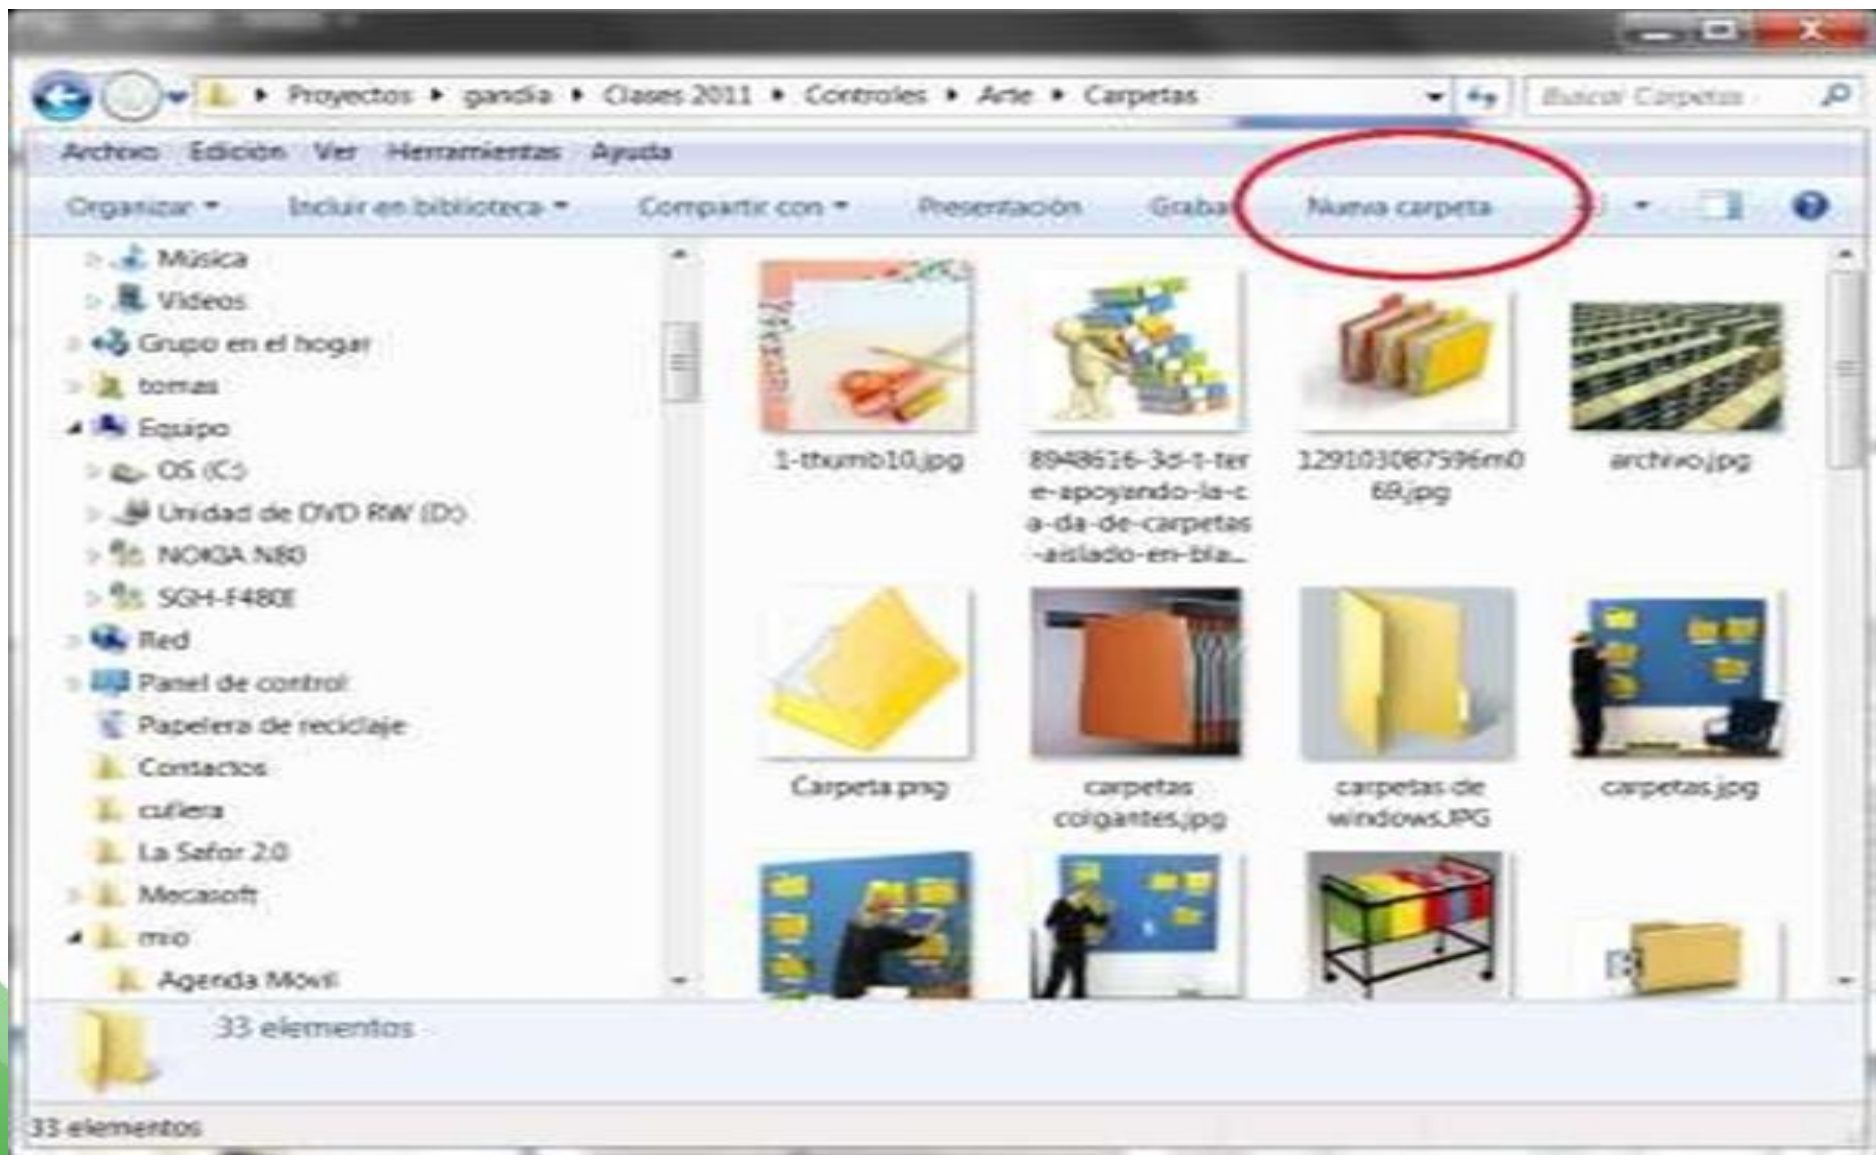 Proyectos ▸ gandia ▸ Clases 2011 ▸ Controles ▸ Arte ▸ Carpetas
Buscar Carpetas
Archivo Edición Ver Herramientas Ayuda
Organizar Incluir en biblioteca Compartir con Presentación Graba Nueva carpeta
Música
Vídeos
Grupo en el hogar
tomas
Equipo
OS (C:)
Unidad de DVD RW (D:)
NOKIA N80
SGH-F480E
Red
Panel de control
Papelera de reciclaje
Contactos
cullera
La Safor 2.0
Mecasoft
mio
Agenda Móvil
1-thumb10.jpg
8948616-3d-t-ter
e-apoyando-la-c
a-da-de-carpetas
-aislado-en-bla...
129103087596m0
69.jpg
archivo.jpg
Carpeta.png
carpetas
colgantes.jpg
carpetas de
windows.JPG
carpetas.jpg
33 elementos
33 elementos